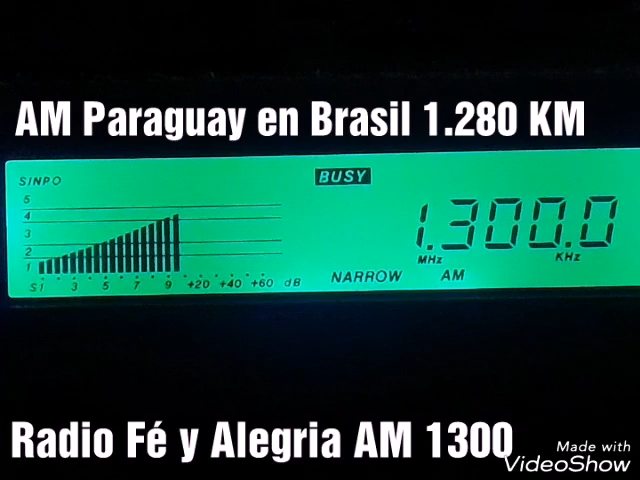 AM Paraguay en Brasil 1.280 KM
SINPO
BUSY
5
4
3
2
1
1.300.0
MHz KHz
S1 3 5 7 9 +20 +40 +60 dB
NARROW AM
Radio Fé y Alegria AM 1300
Made with
VideoShow